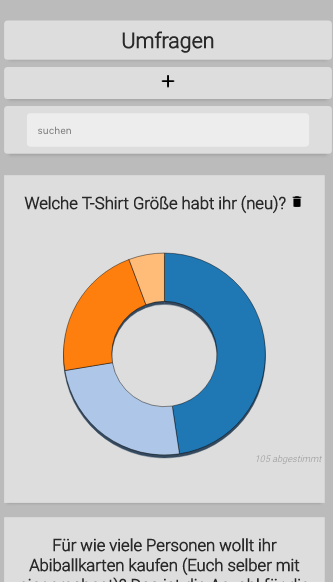 Umfragen
+
suchen
Welche T-Shirt Größe habt ihr (neu)?
105 abgestimmt
Für wie viele Personen wollt ihr
Abiballkarten kaufen (Euch selber mit